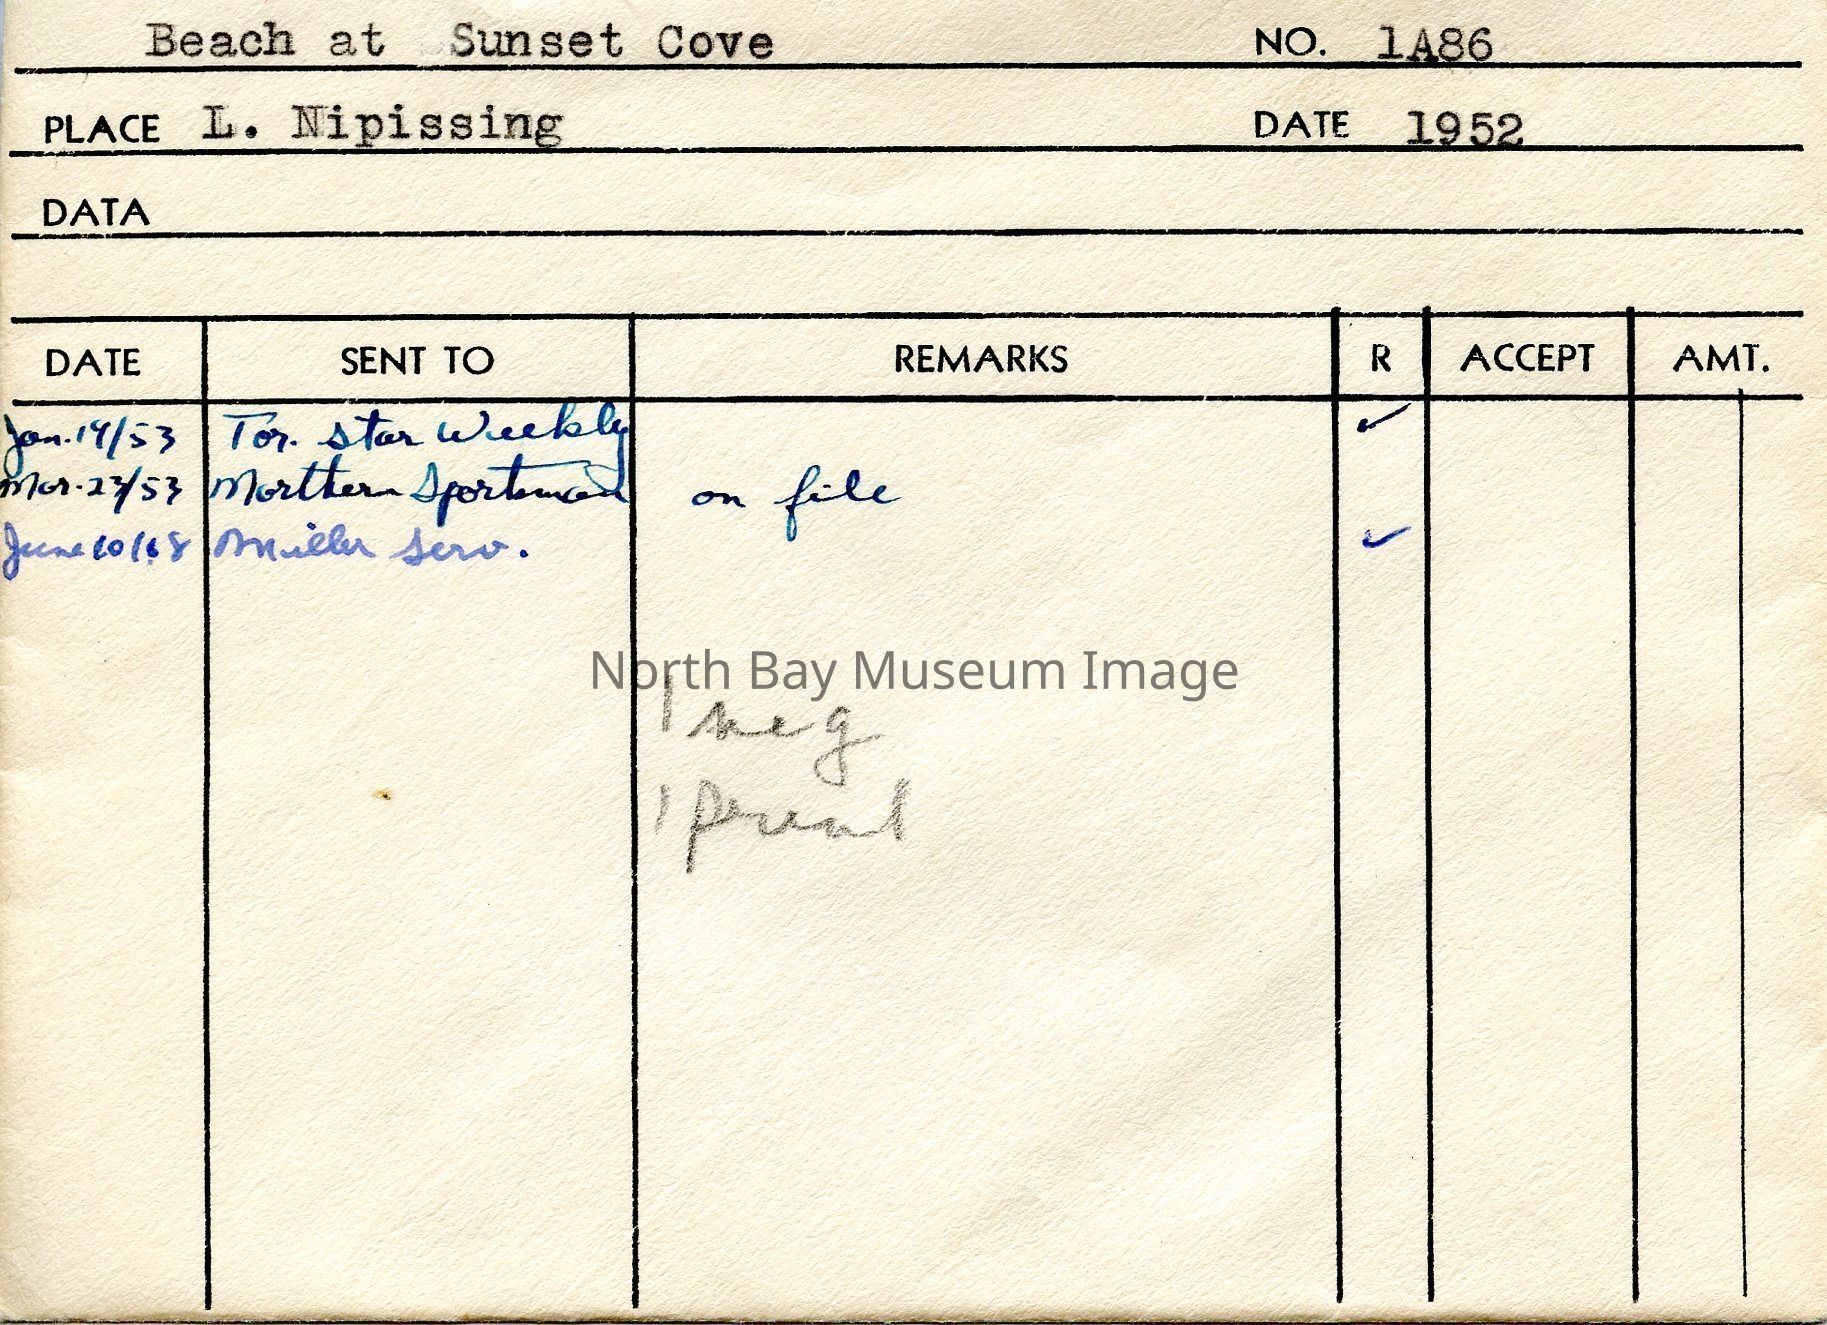 Beach at Sunset Cove NO. 1A86
PLACE L. Nipissing DATE 1952
DATA
DATE SENT TO REMARKS R ACCEPT AMT.
Jan. 19/53 Tor. Star Weekly ✓
Mar. 23/53 Northern Sportsman on file
June 10/68 Miller Serv. ✓
North Bay Museum Image
1 neg
1